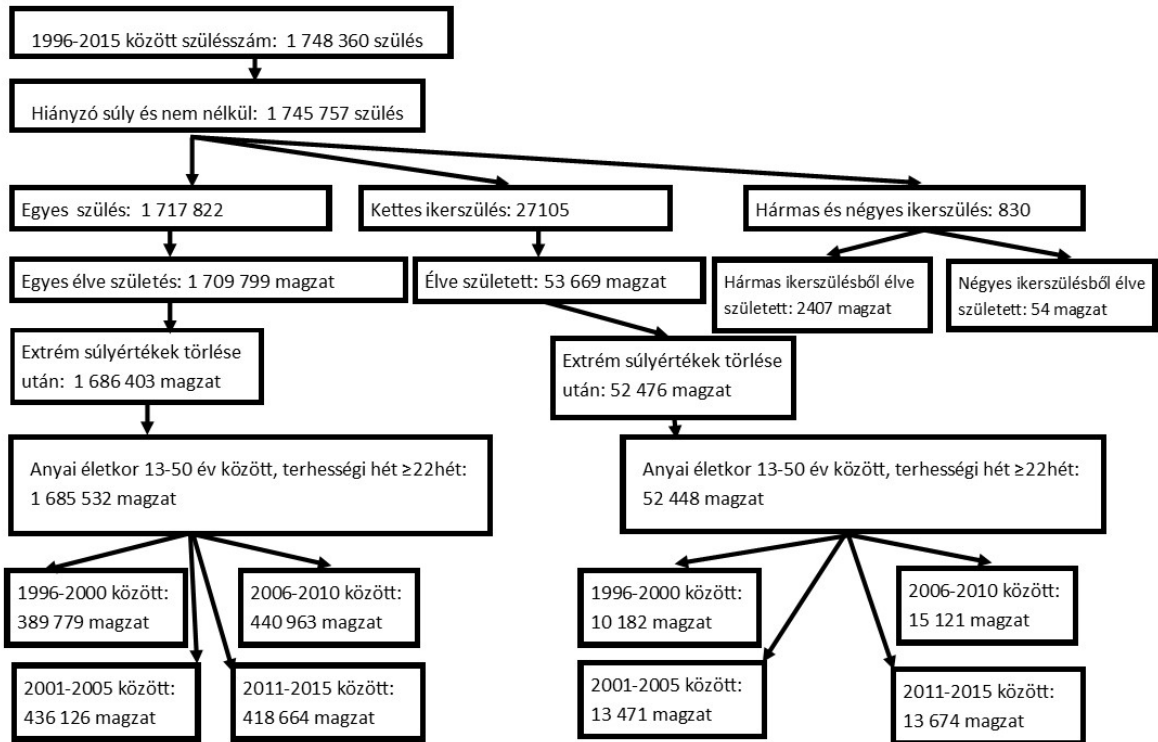 1996-2015 között szülésszám: 1 748 360 szülés
Hiányzó súly és nem nélkül: 1 745 757 szülés
Egyes szülés: 1 717 822
Kettes ikerszülés: 27105
Hármas és négyes ikerszülés: 830
Egyes élve születés: 1 709 799 magzat
Élve született: 53 669 magzat
Hármas ikerszülésből élve
született: 2407 magzat
Négyes ikerszülésből élve
született: 54 magzat
Extrém súlyértékek törlése
után: 1 686 403 magzat
Extrém súlyértékek törlése
után: 52 476 magzat
Anyai életkor 13-50 év között, terhességi hét ≥22hét:
1 685 532 magzat
Anyai életkor 13-50 év között, terhességi hét ≥22hét:
52 448 magzat
1996-2000 között:
389 779 magzat
2006-2010 között:
440 963 magzat
1996-2000 között:
10 182 magzat
2006-2010 között:
15 121 magzat
2001-2005 között:
436 126 magzat
2011-2015 között:
418 664 magzat
2001-2005 között:
13 471 magzat
2011-2015 között:
13 674 magzat